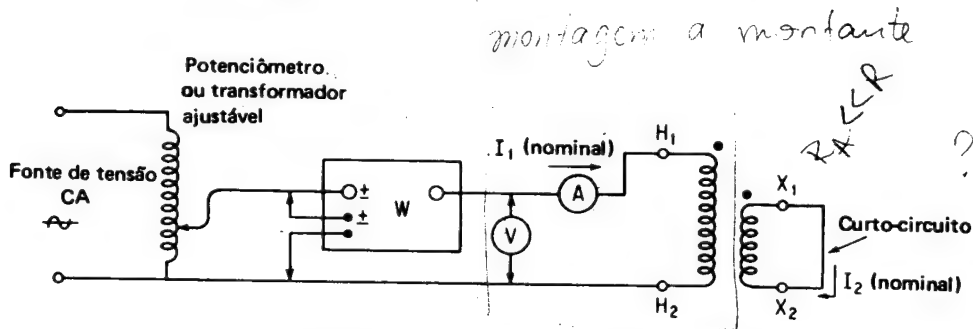 montagem a montante
Potenciômetro
ou transformador
ajustável
Fonte de tensão
CA
±
±
W
I₁ (nominal)
A
V
H₁
H₂
X₁
X₂
Curto-circuito
I₂ (nominal)
?